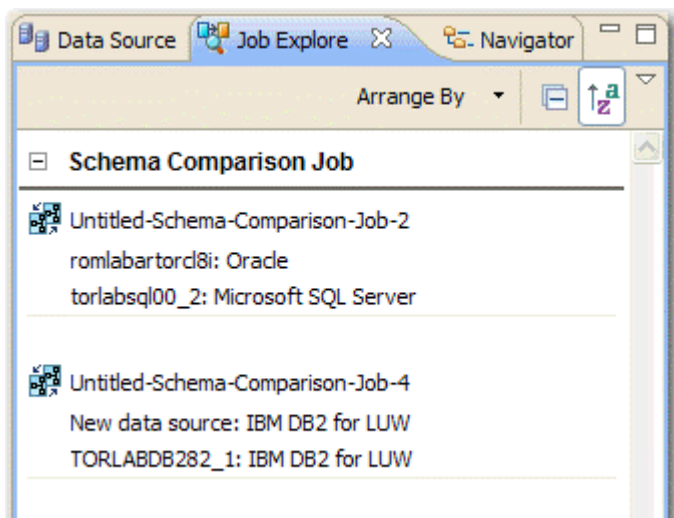 Data Source Job Explore Navigator
Arrange By
Schema Comparison Job
Untitled-Schema-Comparison-Job-2
romlabartorcl8i: Oracle
torlabsql00_2: Microsoft SQL Server
Untitled-Schema-Comparison-Job-4
New data source: IBM DB2 for LUW
TORLABDB282_1: IBM DB2 for LUW